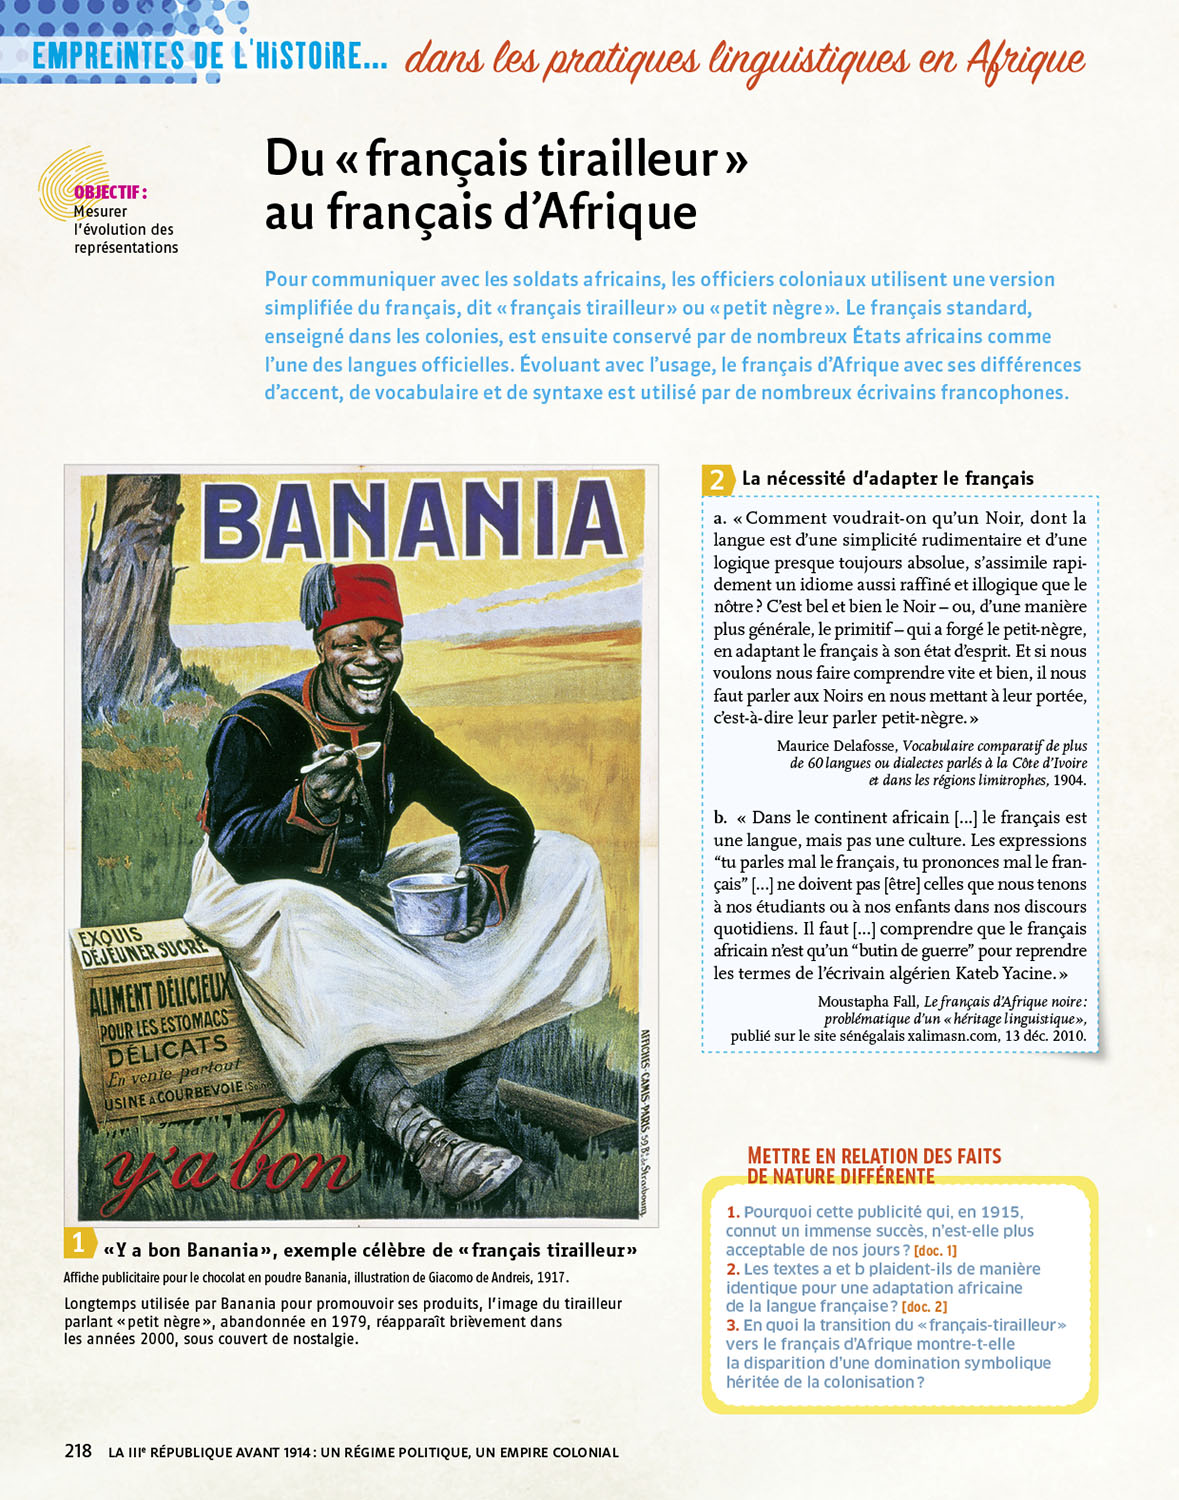 EMPREINTES DE L'HISTOIRE... dans les pratiques linguistiques en Afrique
OBJECTIF :
Mesurer
l'évolution des
représentations
Du « français tirailleur »
au français d'Afrique
Pour communiquer avec les soldats africains, les officiers coloniaux utilisent une version
simplifiée du français, dit « français tirailleur » ou « petit nègre ». Le français standard,
enseigné dans les colonies, est ensuite conservé par de nombreux États africains comme
l'une des langues officielles. Évoluant avec l'usage, le français d'Afrique avec ses différences
d'accent, de vocabulaire et de syntaxe est utilisé par de nombreux écrivains francophones.
BANANIA
EXQUIS
DÉJEUNER SUCRÉ
ALIMENT DÉLICIEUX
POUR LES ESTOMACS
DÉLICATS
En vente partout
USINE A COURBEVOIE (Seine)
y'a bon
AFFICHES-CAMIS-PARIS 59, Bd de Strasbourg
1 « Y a bon Banania », exemple célèbre de « français tirailleur »
Affiche publicitaire pour le chocolat en poudre Banania, illustration de Giacomo de Andreis, 1917.
Longtemps utilisée par Banania pour promouvoir ses produits, l'image du tirailleur
parlant « petit nègre », abandonnée en 1979, réapparaît brièvement dans
les années 2000, sous couvert de nostalgie.
2 La nécessité d'adapter le français
a. « Comment voudrait-on qu'un Noir, dont la
langue est d'une simplicité rudimentaire et d'une
logique presque toujours absolue, s'assimile rapi-
dement un idiome aussi raffiné et illogique que le
nôtre ? C'est bel et bien le Noir – ou, d'une manière
plus générale, le primitif – qui a forgé le petit-nègre,
en adaptant le français à son état d'esprit. Et si nous
voulons nous faire comprendre vite et bien, il nous
faut parler aux Noirs en nous mettant à leur portée,
c'est-à-dire leur parler petit-nègre. »
Maurice Delafosse, Vocabulaire comparatif de plus
de 60 langues ou dialectes parlés à la Côte d'Ivoire
et dans les régions limitrophes, 1904.
b. « Dans le continent africain [...] le français est
une langue, mais pas une culture. Les expressions
“tu parles mal le français, tu prononces mal le fran-
çais” [...] ne doivent pas [être] celles que nous tenons
à nos étudiants ou à nos enfants dans nos discours
quotidiens. Il faut [...] comprendre que le français
africain n'est qu'un “butin de guerre” pour reprendre
les termes de l'écrivain algérien Kateb Yacine. »
Moustapha Fall, Le français d'Afrique noire :
problématique d'un « héritage linguistique »,
publié sur le site sénégalais xalimasn.com, 13 déc. 2010.
METTRE EN RELATION DES FAITS
DE NATURE DIFFÉRENTE
1. Pourquoi cette publicité qui, en 1915,
connut un immense succès, n'est-elle plus
acceptable de nos jours ? [doc. 1]
2. Les textes a et b plaident-ils de manière
identique pour une adaptation africaine
de la langue française ? [doc. 2]
3. En quoi la transition du « français-tirailleur »
vers le français d'Afrique montre-t-elle
la disparition d'une domination symbolique
héritée de la colonisation ?
218 LA IIIe RÉPUBLIQUE AVANT 1914 : UN RÉGIME POLITIQUE, UN EMPIRE COLONIAL